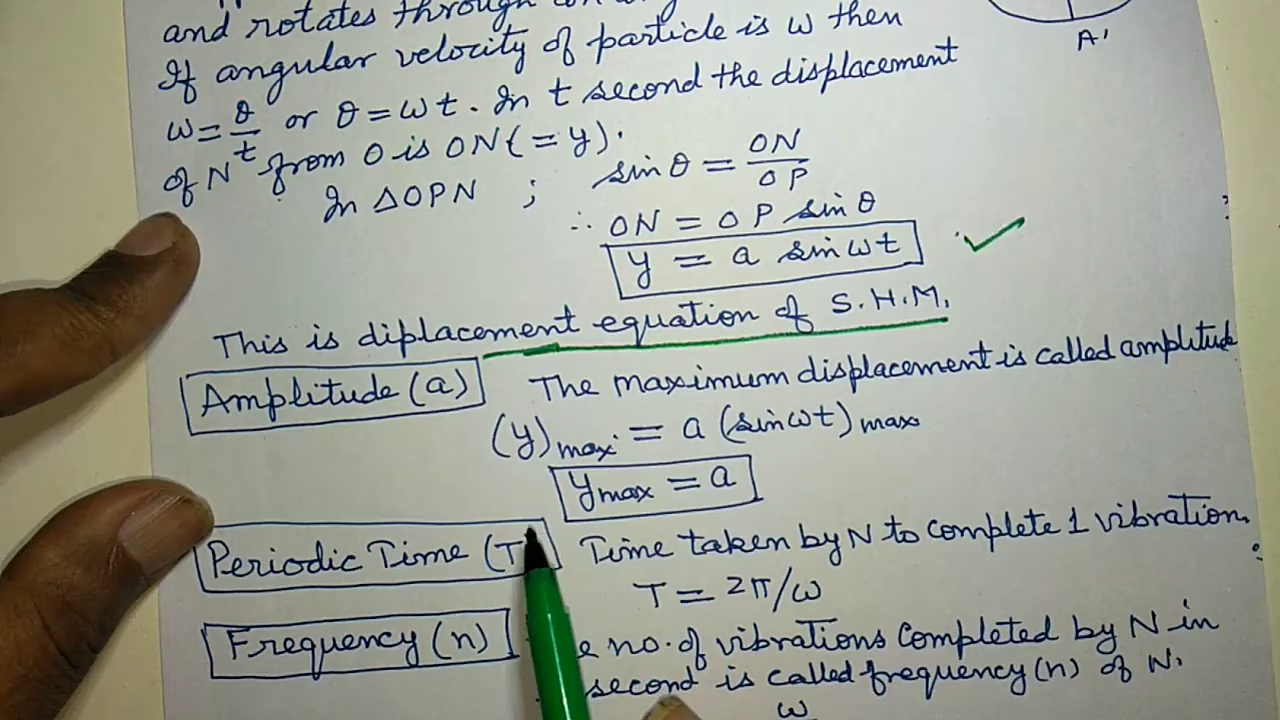 and rotates through
A'
If angular velocity of particle is ω then
ω = θ/t or θ = ωt. In t second the displacement
of N from O is ON (= y).
In ΔOPN ; sin θ = ON/OP
∴ ON = OP sin θ
y = a sin ωt
This is diplacement equation of S.H.M.
Amplitude (a) The maximum displacement is called amplitude
(y)max = a (sin ωt) max
ymax = a
Periodic Time (T Time taken by N to complete 1 vibration.
T = 2π/ω
Frequency (n) no. of vibrations completed by N in
second is called frequency (n) of N.
ω